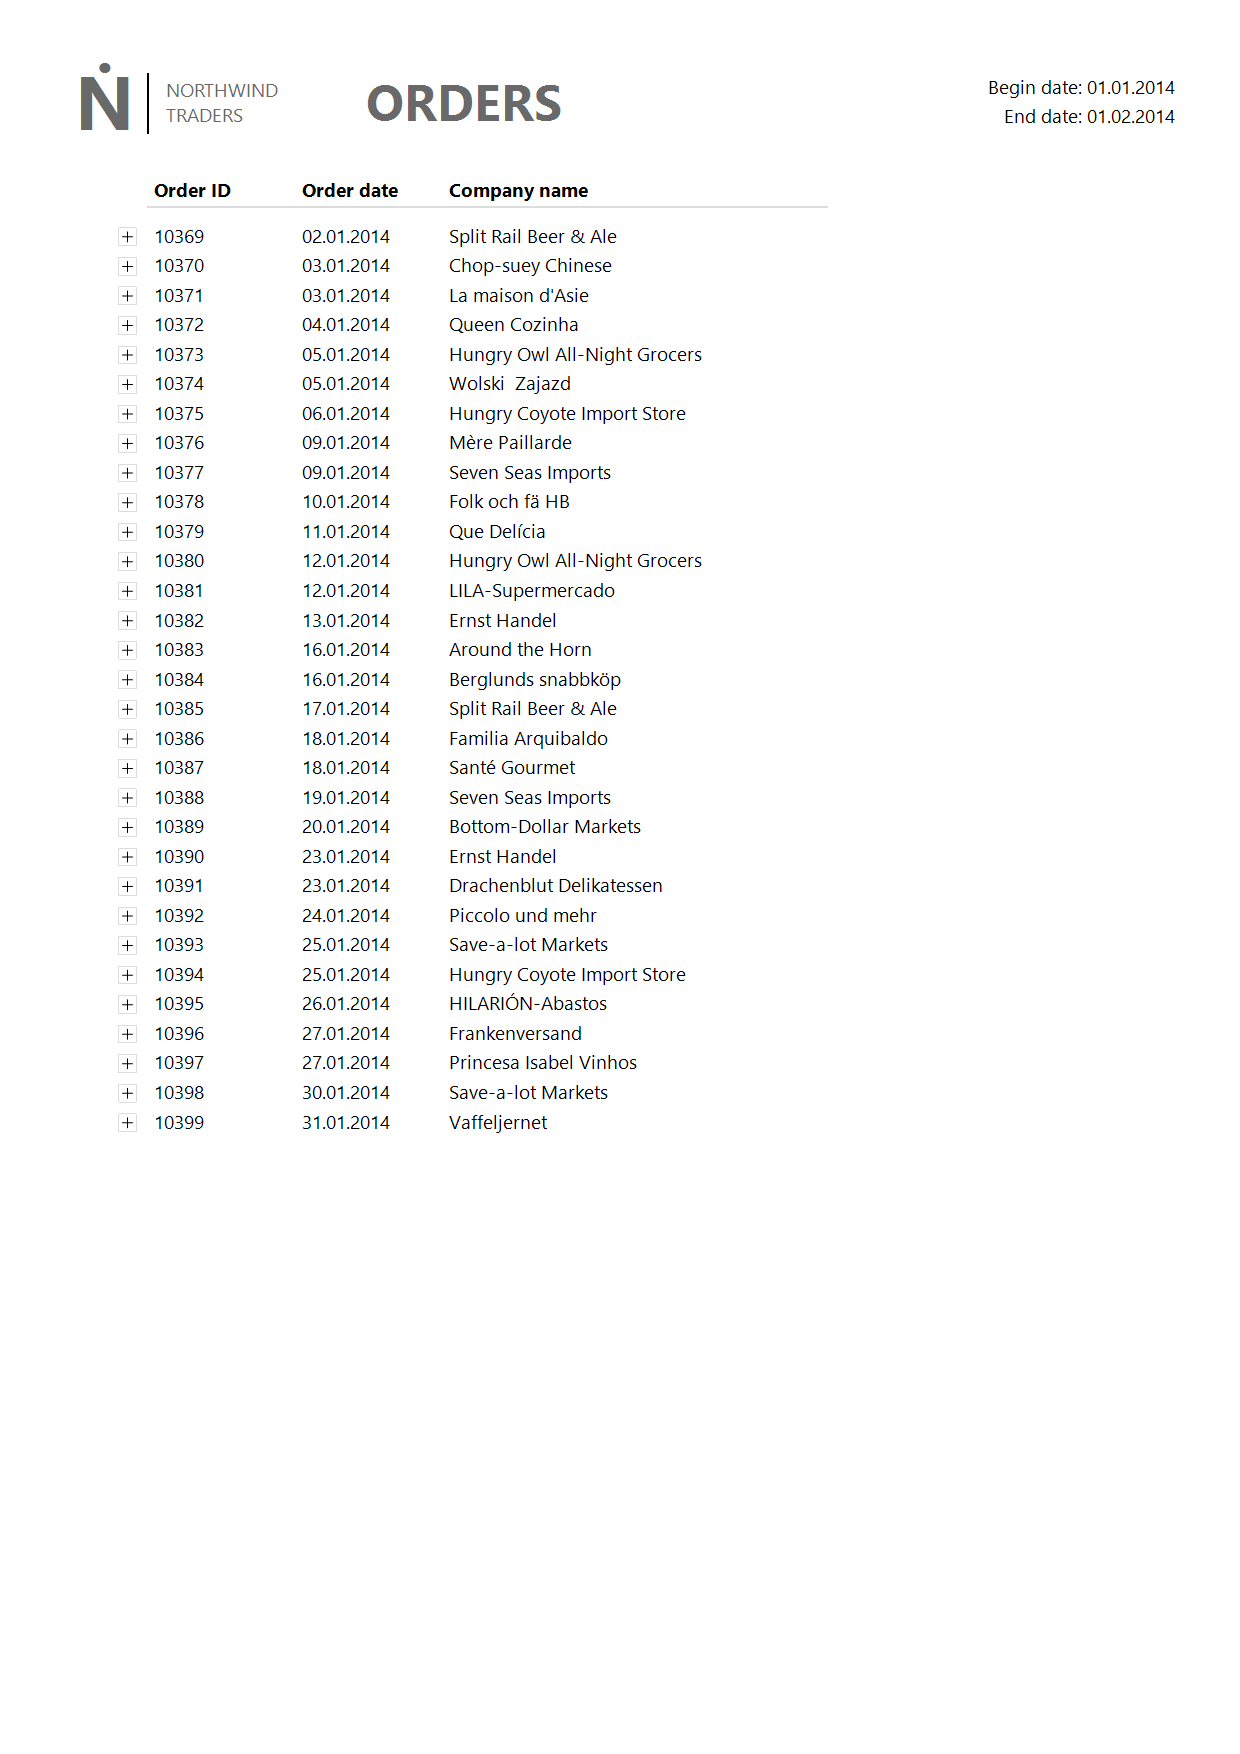 N NORTHWIND
TRADERS
ORDERS
Begin date: 01.01.2014
End date: 01.02.2014
Order ID Order date Company name
10369 02.01.2014 Split Rail Beer & Ale
10370 03.01.2014 Chop-suey Chinese
10371 03.01.2014 La maison d'Asie
10372 04.01.2014 Queen Cozinha
10373 05.01.2014 Hungry Owl All-Night Grocers
10374 05.01.2014 Wolski  Zajazd
10375 06.01.2014 Hungry Coyote Import Store
10376 09.01.2014 Mère Paillarde
10377 09.01.2014 Seven Seas Imports
10378 10.01.2014 Folk och fä HB
10379 11.01.2014 Que Delícia
10380 12.01.2014 Hungry Owl All-Night Grocers
10381 12.01.2014 LILA-Supermercado
10382 13.01.2014 Ernst Handel
10383 16.01.2014 Around the Horn
10384 16.01.2014 Berglunds snabbköp
10385 17.01.2014 Split Rail Beer & Ale
10386 18.01.2014 Familia Arquibaldo
10387 18.01.2014 Santé Gourmet
10388 19.01.2014 Seven Seas Imports
10389 20.01.2014 Bottom-Dollar Markets
10390 23.01.2014 Ernst Handel
10391 23.01.2014 Drachenblut Delikatessen
10392 24.01.2014 Piccolo und mehr
10393 25.01.2014 Save-a-lot Markets
10394 25.01.2014 Hungry Coyote Import Store
10395 26.01.2014 HILARIÓN-Abastos
10396 27.01.2014 Frankenversand
10397 27.01.2014 Princesa Isabel Vinhos
10398 30.01.2014 Save-a-lot Markets
10399 31.01.2014 Vaffeljernet